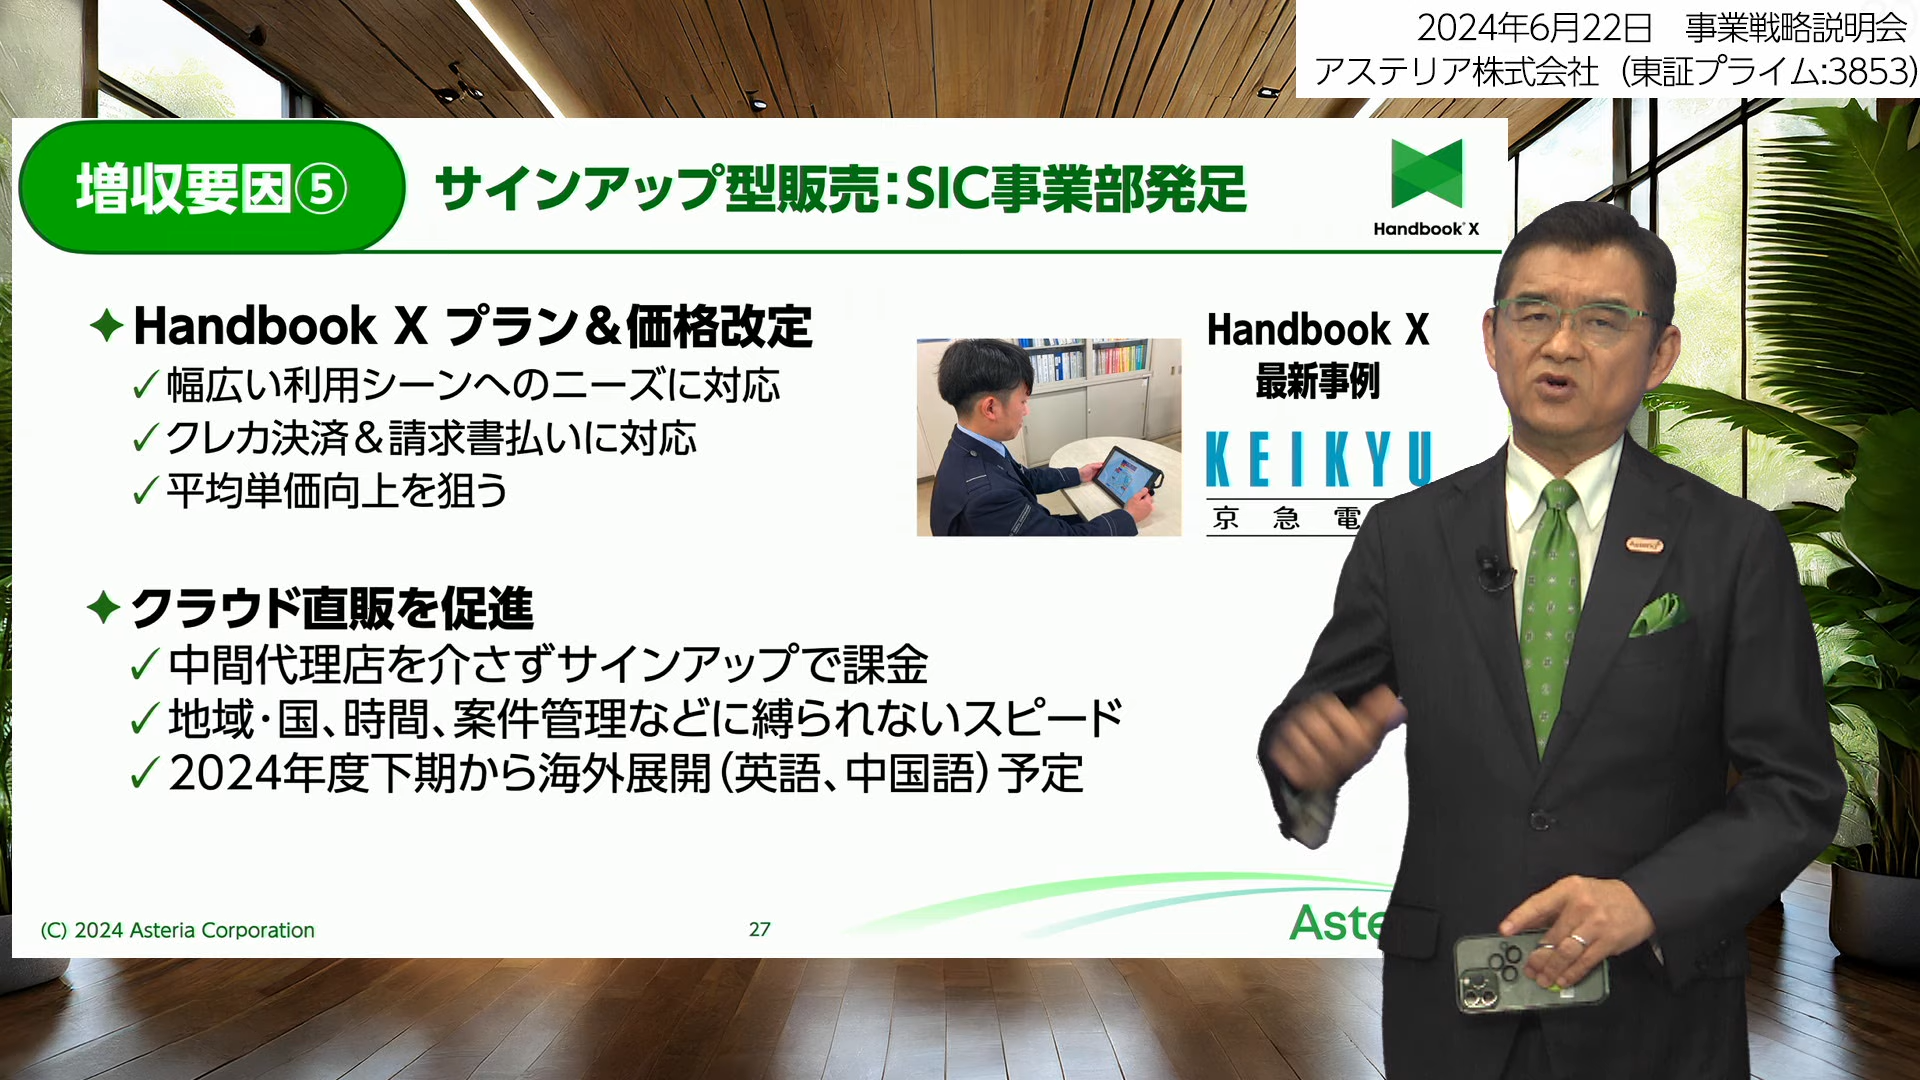 2024年6月22日　事業戦略説明会
アステリア株式会社（東証プライム:3853)
増収要因⑤
サインアップ型販売：SIC事業部発足
Handbook X
Handbook X プラン＆価格改定
✓幅広い利用シーンへのニーズに対応
✓クレカ決済＆請求書払いに対応
✓平均単価向上を狙う
Handbook X
最新事例
KEIKYU
京急電
クラウド直販を促進
✓中間代理店を介さずサインアップで課金
✓地域・国、時間、案件管理などに縛られないスピード
✓2024年度下期から海外展開（英語、中国語）予定
(C) 2024 Asteria Corporation
27
Aste